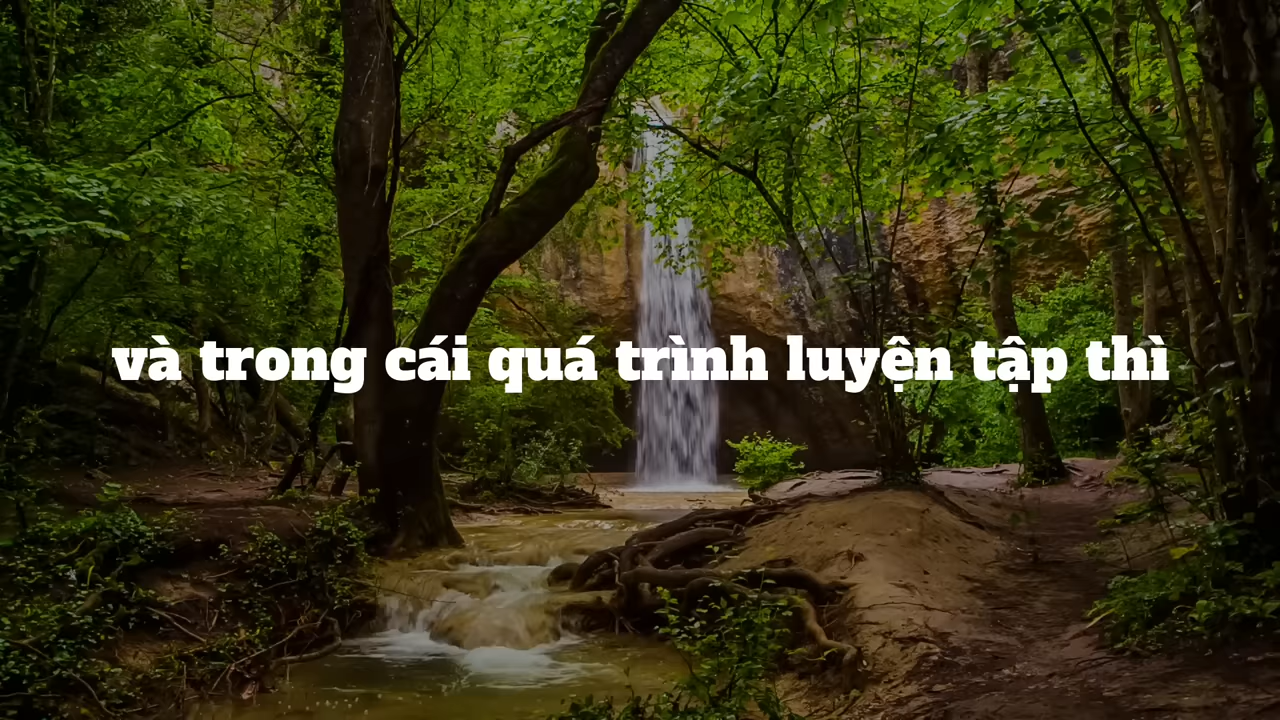 và trong cái quá trình luyện tập thì